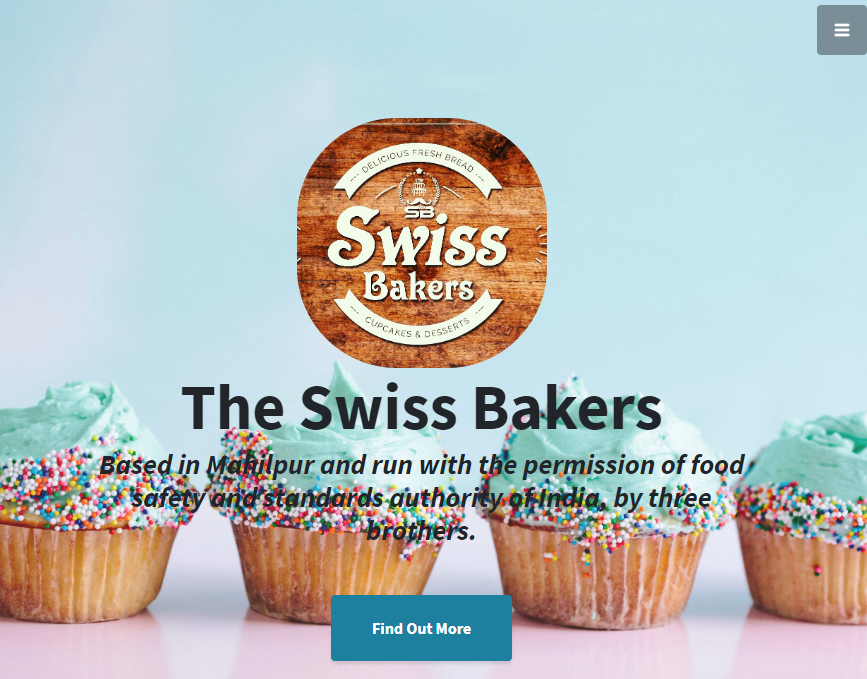 DELICIOUS FRESH BREAD
SB
Swiss
Bakers
CUPCAKES & DESSERTS
The Swiss Bakers
Based in Mahilpur and run with the permission of food
safety and standards authority of India, by three
brothers.
Find Out More